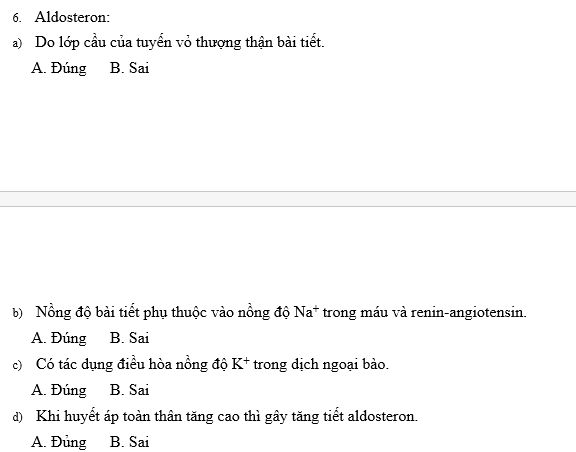 6. Aldosteron:
a) Do lớp cầu của tuyến vỏ thượng thận bài tiết.
A. Đúng B. Sai
b) Nồng độ bài tiết phụ thuộc vào nồng độ Na⁺ trong máu và renin-angiotensin.
A. Đúng B. Sai
c) Có tác dụng điều hòa nồng độ K⁺ trong dịch ngoại bào.
A. Đúng B. Sai
d) Khi huyết áp toàn thân tăng cao thì gây tăng tiết aldosteron.
A. Đúng B. Sai